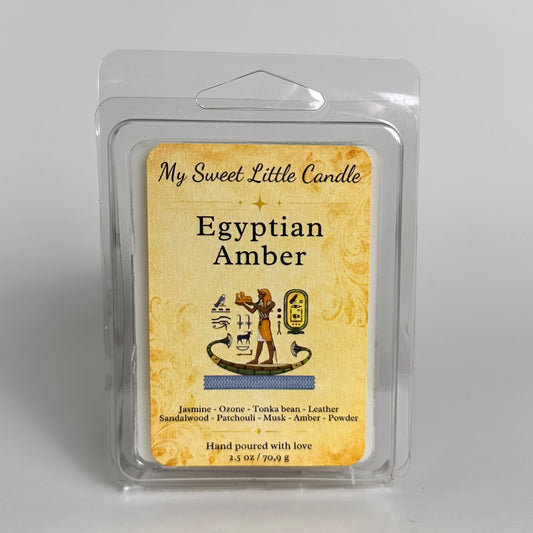 My Sweet Little Candle
Egyptian
Amber
Jasmine - Ozone - Tonka bean - Leather
Sandalwood - Patchouli - Musk - Amber - Powder
Hand poured with love
2.5 oz / 70,9 g